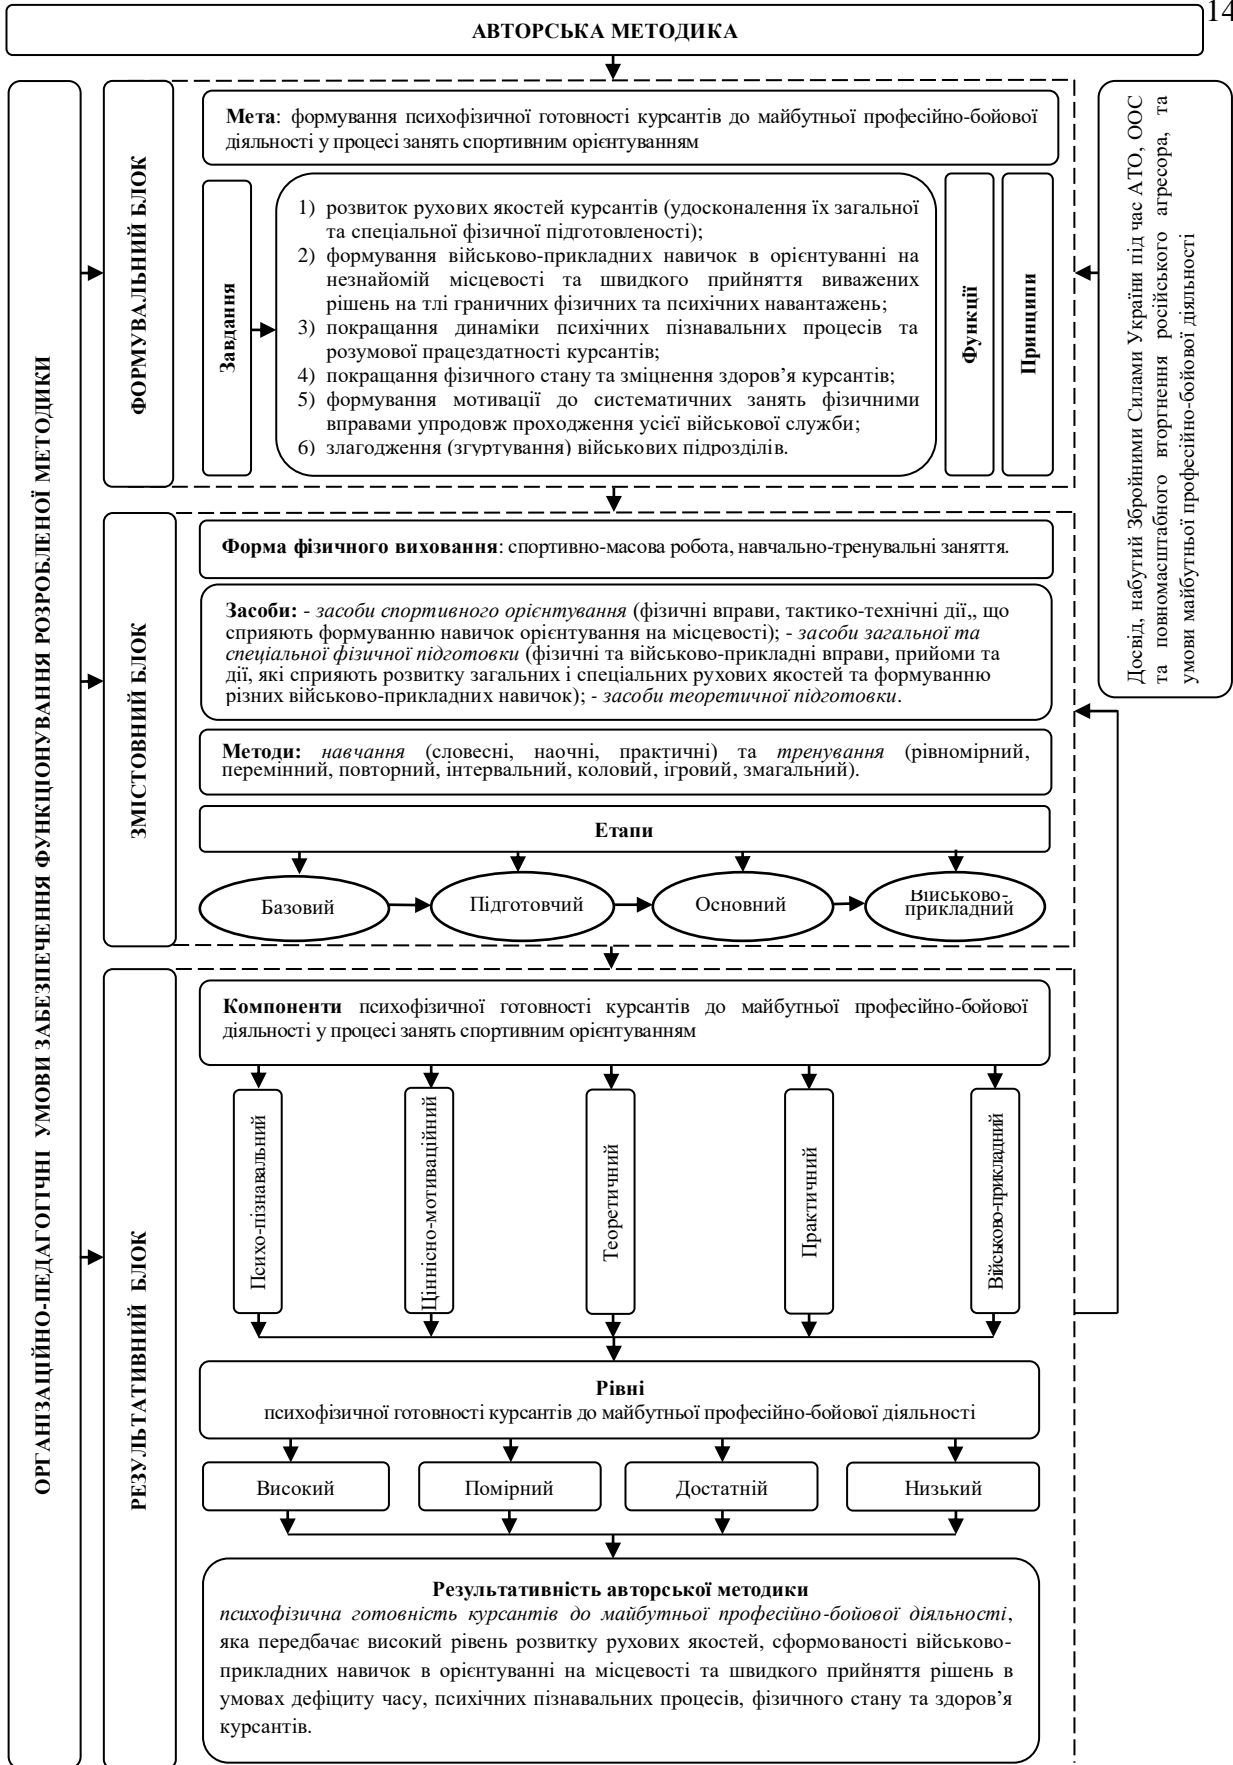 14
АВТОРСЬКА МЕТОДИКА
ОРГАНІЗАЦІЙНО-ПЕДАГОГІЧНІ УМОВИ ЗАБЕЗПЕЧЕННЯ ФУНКЦІОНУВАННЯ РОЗРОБЛЕНОЇ МЕТОДИКИ
ФОРМУВАЛЬНИЙ БЛОК
Мета: формування психофізичної готовності курсантів до майбутньої професійно-бойової
діяльності у процесі занять спортивним орієнтуванням
Завдання
1) розвиток рухових якостей курсантів (удосконалення їх загальної
та спеціальної фізичної підготовленості);
2) формування військово-прикладних навичок в орієнтуванні на
незнайомій місцевості та швидкого прийняття виважених
рішень на тлі граничних фізичних та психічних навантажень;
3) покращання динаміки психічних пізнавальних процесів та
розумової працездатності курсантів;
4) покращання фізичного стану та зміцнення здоров’я курсантів;
5) формування мотивації до систематичних занять фізичними
вправами упродовж проходження усієї військової служби;
6) злагодження (згуртування) військових підрозділів.
Функції
Принципи
Досвід, набутий Збройними Силами України під час АТО, ООС
та повномасштабного вторгнення російського агресора, та
умови майбутньої професійно-бойової діяльності
ЗМІСТОВНИЙ БЛОК
Форма фізичного виховання: спортивно-масова робота, навчально-тренувальні заняття.
Засоби: - засоби спортивного орієнтування (фізичні вправи, тактико-технічні дії,, що
сприяють формуванню навичок орієнтування на місцевості); - засоби загальної та
спеціальної фізичної підготовки (фізичні та військово-прикладні вправи, прийоми та
дії, які сприяють розвитку загальних і спеціальних рухових якостей та формуванню
різних військово-прикладних навичок); - засоби теоретичної підготовки.
Методи: навчання (словесні, наочні, практичні) та тренування (рівномірний,
перемінний, повторний, інтервальний, коловий, ігровий, змагальний).
Етапи
Базовий
Підготовчий
Основний
Військово-
прикладний
РЕЗУЛЬТАТИВНИЙ БЛОК
Компоненти психофізичної готовності курсантів до майбутньої професійно-бойової
діяльності у процесі занять спортивним орієнтуванням
Психо-пізнавальний
Ціннісно-мотиваційний
Теоретичний
Практичний
Військово-прикладний
Рівні
психофізичної готовності курсантів до майбутньої професійно-бойової діяльності
Високий
Помірний
Достатній
Низький
Результативність авторської методики
психофізична готовність курсантів до майбутньої професійно-бойової діяльності,
яка передбачає високий рівень розвитку рухових якостей, сформованості військово-
прикладних навичок в орієнтуванні на місцевості та швидкого прийняття рішень в
умовах дефіциту часу, психічних пізнавальних процесів, фізичного стану та здоров’я
курсантів.